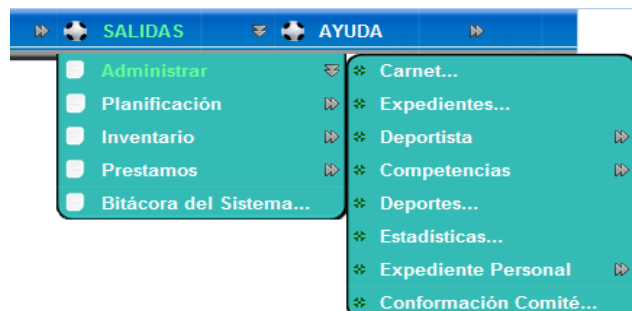 SALIDAS
AYUDA
Administrar
Planificación
Inventario
Prestamos
Bitácora del Sistema...
Carnet...
Expedientes...
Deportista
Competencias
Deportes...
Estadísticas...
Expediente Personal
Conformación Comité...